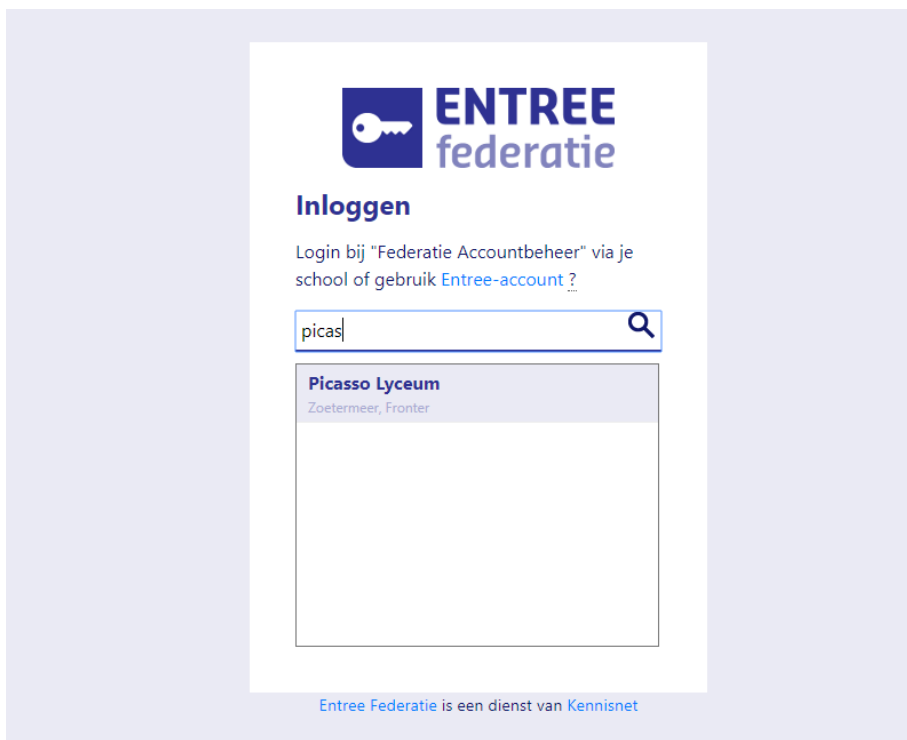 ENTREE
federatie
Inloggen
Login bij "Federatie Accountbeheer" via je
school of gebruik Entree-account ?
picas
Picasso Lyceum
Zoetermeer, Fronter
Entree Federatie is een dienst van Kennisnet